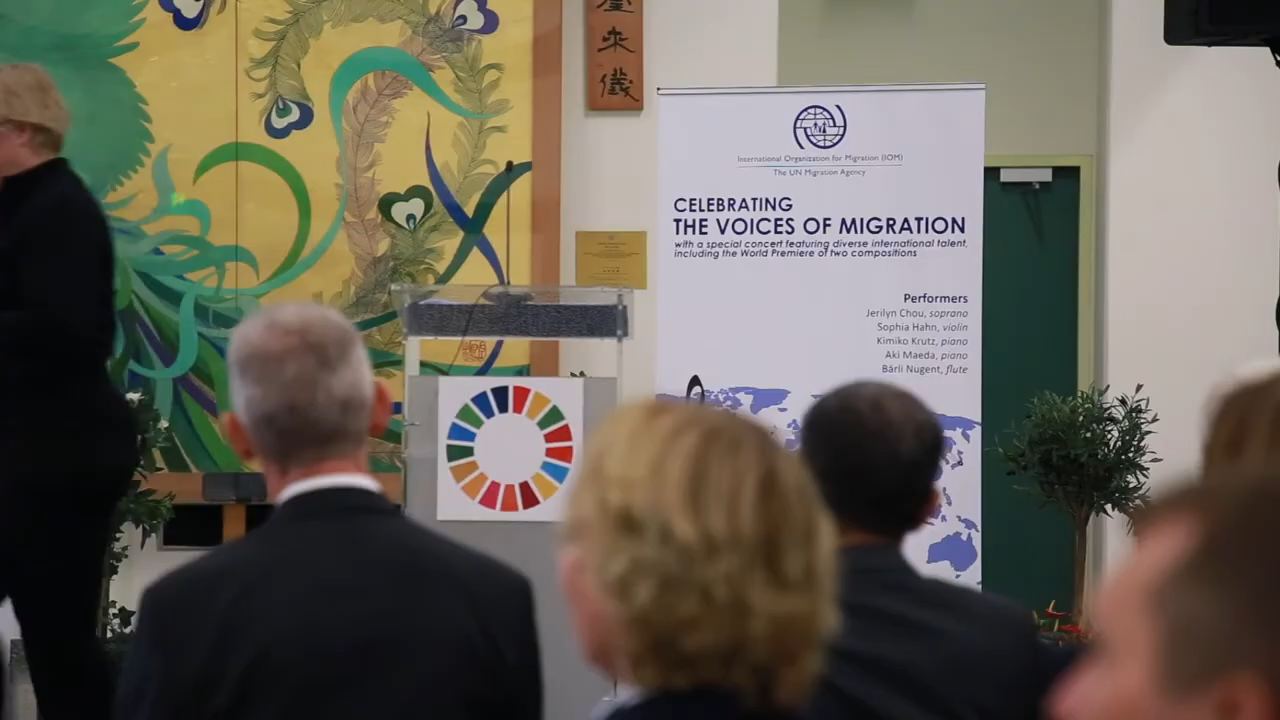 來
儀
International Organization for Migration (IOM)
The UN Migration Agency
CELEBRATING
THE VOICES OF MIGRATION
with a special concert featuring diverse international talent,
including the World Premiere of two compositions
Performers
Jerilyn Chou, soprano
Sophia Hahn, violin
Kimiko Krutz, piano
Aki Maeda, piano
Bärli Nugent, flute